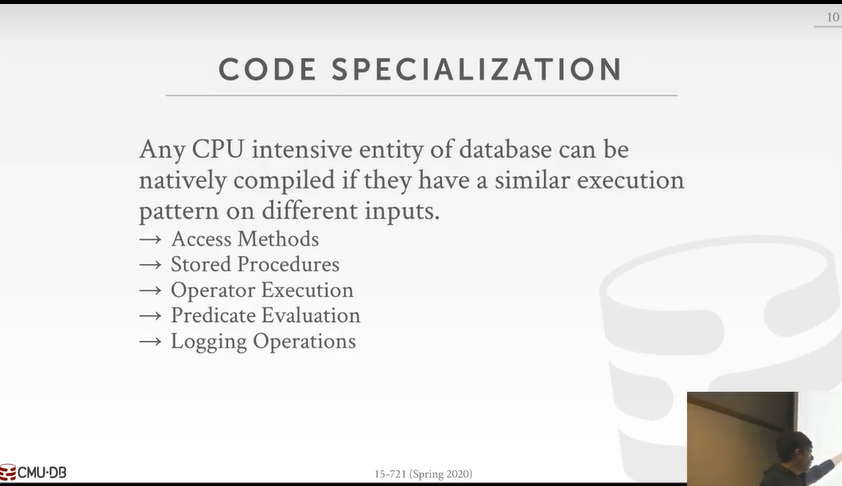 10
CODE SPECIALIZATION
Any CPU intensive entity of database can be
natively compiled if they have a similar execution
pattern on different inputs.
→ Access Methods
→ Stored Procedures
→ Operator Execution
→ Predicate Evaluation
→ Logging Operations
CMU·DB
15-721 (Spring 2020)